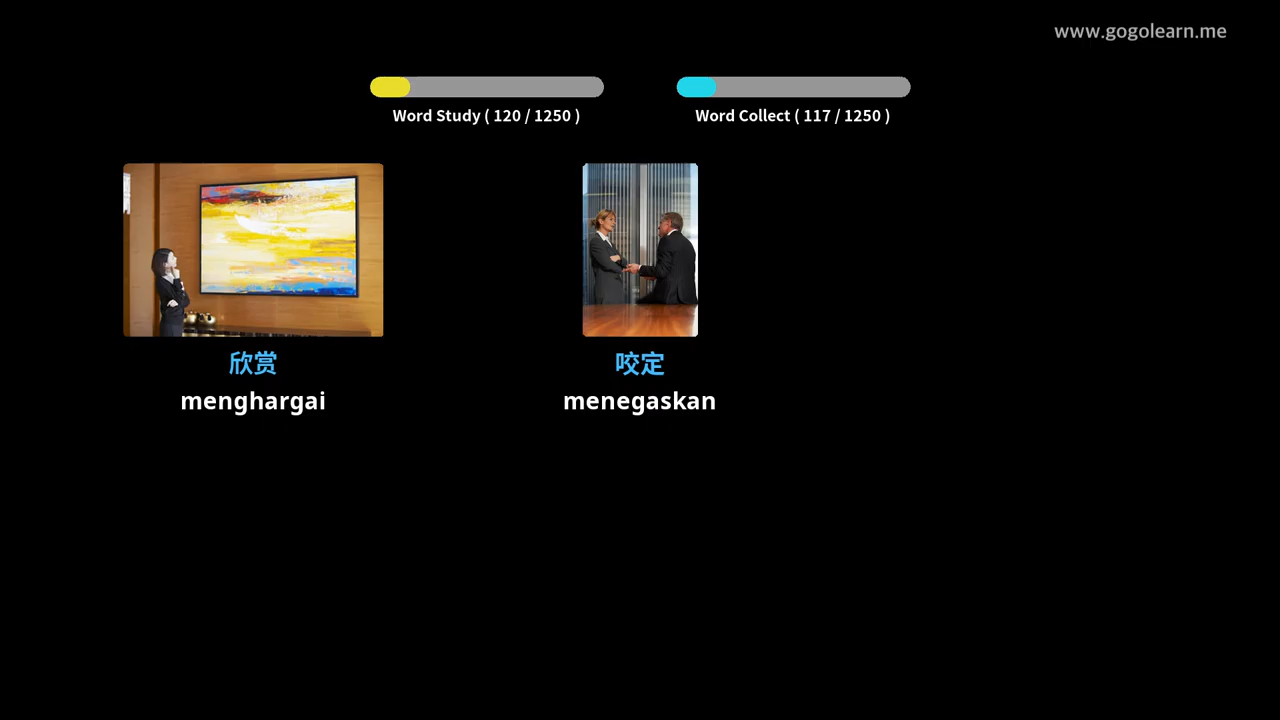 www.gogolearn.me
Word Study ( 120 / 1250 )
Word Collect ( 117 / 1250 )
欣赏
menghargai
咬定
menegaskan